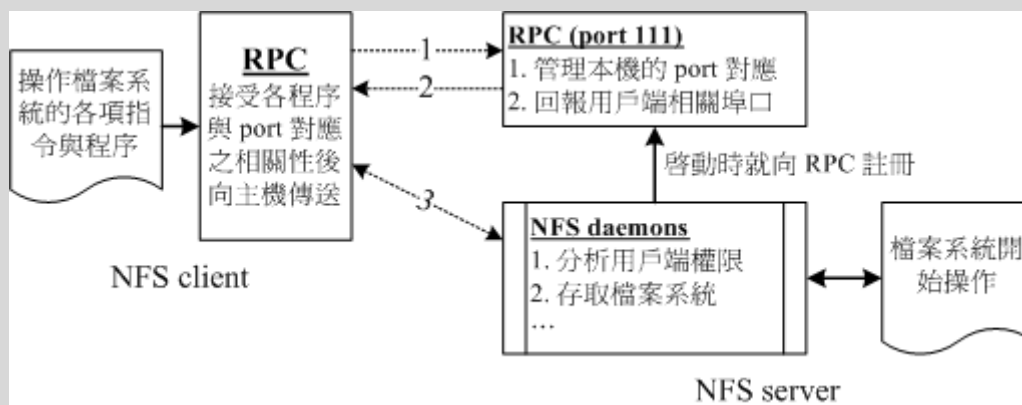 操作檔案系
統的各項指
令與程序
RPC
接受各程序
與 port 對應
之相關性後
向主機傳送
NFS client
1
2
3
RPC (port 111)
1. 管理本機的 port 對應
2. 回報用戶端相關埠口
啓動時就向 RPC 註冊
NFS daemons
1. 分析用戶端權限
2. 存取檔案系統
…
檔案系統開
始操作
NFS server